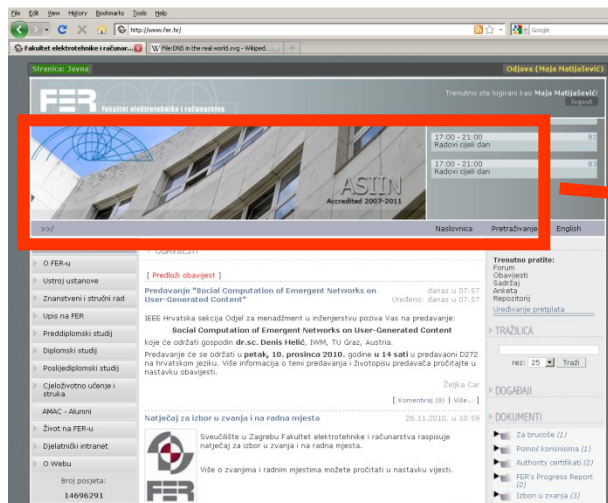 File Edit View History Bookmarks Tools Help
http://www.fer.hr/
Google
Fakultet elektrotehnike i računar...
File:DNS in the real world.svg - Wikiped...
Stranica: Javna
Odjava (Maja Matijašević)
FER Fakultet elektrotehnike i računarstva
Trenutno ste logirani kao Maja Matijašević!
logout
17:00 - 21:00 B2
Radovi cijeli dan
17:00 - 21:00 B3
Radovi cijeli dan
ASIIN
Accredited 2007-2011
>>/ Naslovnica Pretraživanje English
O FER-u
Ustroj ustanove
Znanstveni i stručni rad
Upis na FER
Preddiplomski studij
Diplomski studij
Poslijediplomski studij
Cjeloživotno učenje i
struka
AMAC - Alumni
Život na FER-u
Djelatnički intranet
O Webu
Broj posjeta:
14696291
[ Predloži obavijest ]
Predavanje "Social Computation of Emergent Networks on danas u 07:57
User-Generated Content" Uređeno: danas u 07:57
IEEE Hrvatska sekcija Odjel za menadžment u inženjerstvu poziva Vas na predavanje:
Social Computation of Emergent Networks on User-Generated Content
koje će održati gospodin dr.sc. Denis Helić, IWM, TU Graz, Austria.
Predavanje će se održati u petak, 10. prosinca 2010. godine u 14 sati u predavaoni D272
na hrvatskom jeziku. Više informacija o temi predavanja i životopisu predavača pročitajte u
nastavku obavijesti.
Željka Car
[ Komentiraj (0) | Više... ]
Natječaj za izbor u zvanja i na radna mjesta 26.11.2010. u 10:59
Sveučilište u Zagrebu Fakultet elektrotehnike i računarstva raspisuje
natječaj za izbor u zvanja i na radna mjesta.
Više o zvanjima i radnim mjestima možete pročitati u nastavku vijesti.
FER
Trenutno pratite:
Forum
Obavijesti
Sadržaj
Anketa
Repozitorij
Uređivanje pretplata
TRAŽILICA
rez: 25 Traži
DOGAĐAJI
DOKUMENTI
Za brucoše (1)
Pomoć korisnicima (1)
Authority certifikati (2)
FER's Progress Report
(2)
Izbori u zvanja (3)